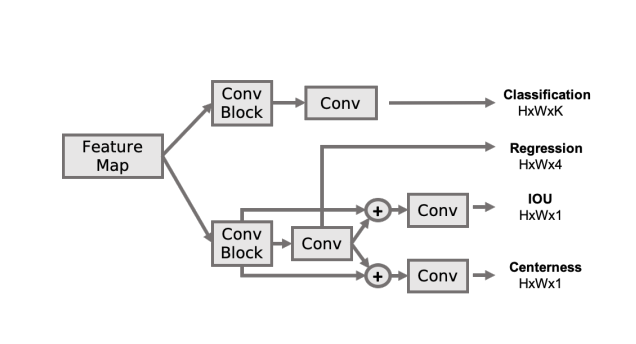 Conv
Block
Conv
Classification
HxWxK
Feature
Map
Regression
HxWx4
IOU
HxWx1
+
Conv
Conv
Block
Conv
+
Conv
Centerness
HxWx1